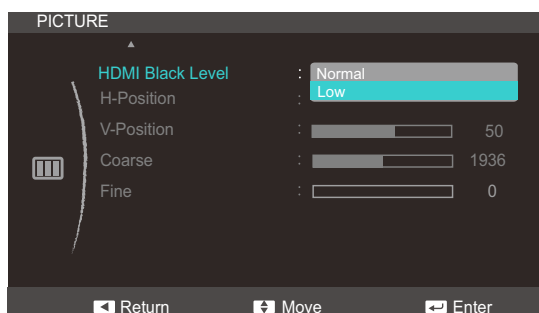 PICTURE
HDMI Black Level : Normal
Low
H-Position :
V-Position : 50
Coarse : 1936
Fine : 0
Return Move Enter